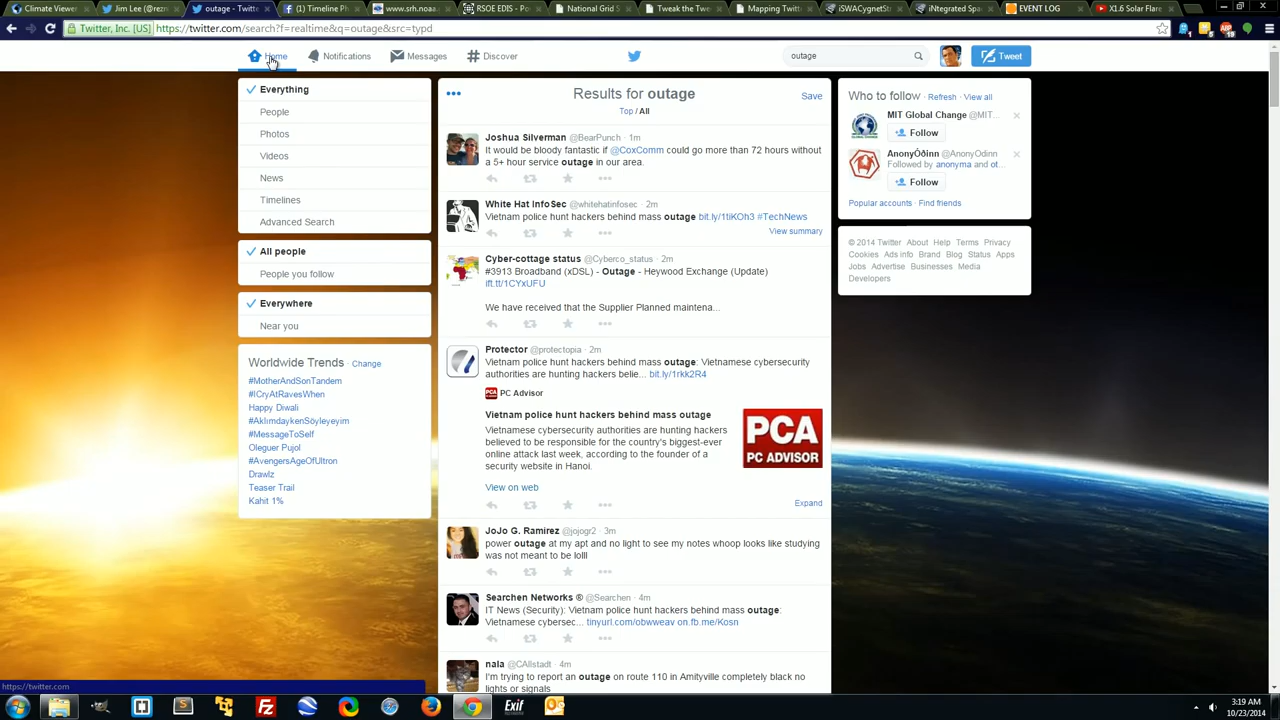 Climate Viewer
Jim Lee (@rezn
outage - Twitter
(1) Timeline Ph
www.srh.noaa.
RSOE EDIS - Po
National Grid S
Tweak the Twe
Mapping Twitt
iSWACygnetStr
iNtegrated Spa
EVENT LOG
X1.6 Solar Flare
Twitter, Inc. [US] https://twitter.com/search?f=realtime&q=outage&src=typd
Home
Notifications
Messages
Discover
outage
Tweet
Everything
People
Photos
Videos
News
Timelines
Advanced Search
All people
People you follow
Everywhere
Near you
Worldwide Trends · Change
#MotherAndSonTandem
#ICryAtRavesWhen
Happy Diwali
#AklımdaykenSöyleyeyim
#MessageToSelf
Oleguer Pujol
#AvengersAgeOfUltron
Drawlz
Teaser Trail
Kahit 1%
Results for outage
Save
Top / All
Joshua Silverman @BearPunch · 1m
It would be bloody fantastic if @CoxComm could go more than 72 hours without
a 5+ hour service outage in our area.
White Hat InfoSec @whitehatinfosec · 2m
Vietnam police hunt hackers behind mass outage bit.ly/1tiKOh3 #TechNews
View summary
Cyber-cottage status @Cyberco_status · 2m
#3913 Broadband (xDSL) - Outage - Heywood Exchange (Update)
ift.tt/1CYxUFU
We have received that the Supplier Planned maintena...
Protector @protectopia · 2m
Vietnam police hunt hackers behind mass outage: Vietnamese cybersecurity
authorities are hunting hackers belie... bit.ly/1rkk2R4
PCA PC Advisor
Vietnam police hunt hackers behind mass outage
Vietnamese cybersecurity authorities are hunting hackers
believed to be responsible for the country's biggest-ever
online attack last week, according to the founder of a
security website in Hanoi.
PCA
PC ADVISOR
View on web
Expand
JoJo G. Ramirez @jojogr2 · 3m
power outage at my apt and no light to see my notes whoop looks like studying
was not meant to be lolll
Searchen Networks ® @Searchen · 4m
IT News (Security): Vietnam police hunt hackers behind mass outage:
Vietnamese cybersec... tinyurl.com/obwweav on.fb.me/Kosn
nala @CAllstadt · 4m
I'm trying to report an outage on route 110 in Amityville completely black no
lights or signals
Who to follow · Refresh · View all
MIT Global Change @MIT...
Follow
AnonyÓðinn @AnonyOdinn
Followed by anonyma and ot...
Follow
Popular accounts · Find friends
© 2014 Twitter About Help Terms Privacy
Cookies Ads info Brand Blog Status Apps
Jobs Advertise Businesses Media
Developers
https://twitter.com
Exif
3:19 AM
10/23/2014